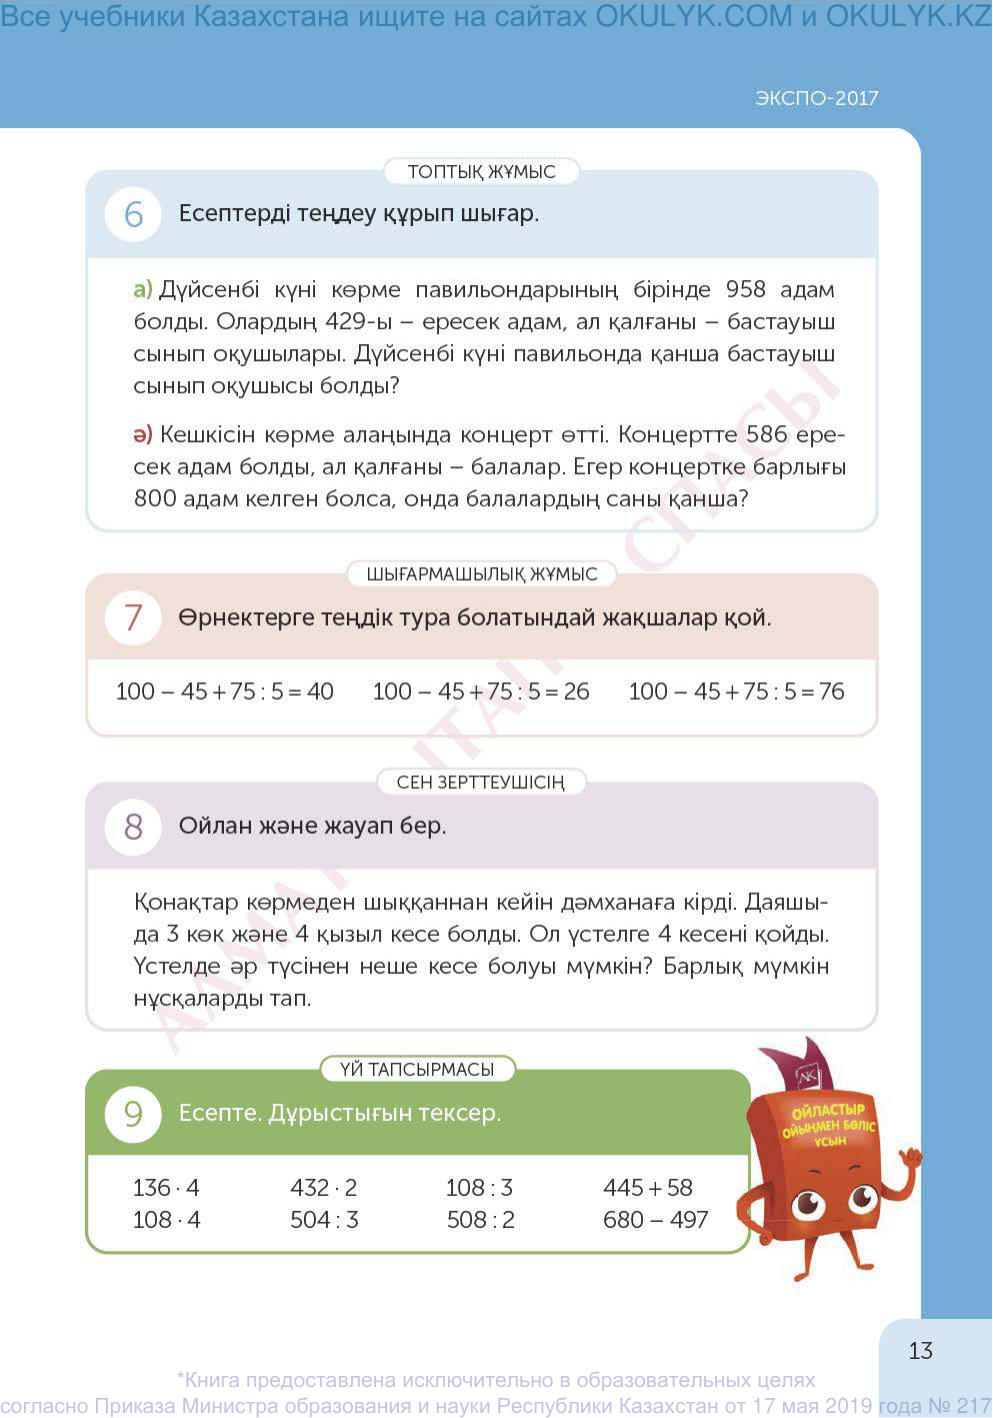 Все учебники Казахстана ищите на сайтах OKULYK.COM и OKULYK.KZ
ЭКСПО-2017
ТОПТЫҚ ЖҰМЫС
6 Есептерді теңдеу құрып шығар.
а) Дүйсенбі күні көрме павильондарының бірінде 958 адам
болды. Олардың 429-ы – ересек адам, ал қалғаны – бастауыш
сынып оқушылары. Дүйсенбі күні павильонда қанша бастауыш
сынып оқушысы болды?
ә) Кешкісін көрме алаңында концерт өтті. Концертте 586 ере-
сек адам болды, ал қалғаны – балалар. Егер концертке барлығы
800 адам келген болса, онда балалардың саны қанша?
ШЫҒАРМАШЫЛЫҚ ЖҰМЫС
7 Өрнектерге теңдік тура болатындай жақшалар қой.
100 – 45 + 75 : 5 = 40 100 – 45 + 75 : 5 = 26 100 – 45 + 75 : 5 = 76
СЕН ЗЕРТТЕУШІСІҢ
8 Ойлан және жауап бер.
Қонақтар көрмеден шыққаннан кейін дәмханаға кірді. Даяшы-
да 3 көк және 4 қызыл кесе болды. Ол үстелге 4 кесені қойды.
Үстелде әр түсінен неше кесе болуы мүмкін? Барлық мүмкін
нұсқаларды тап.
ҮЙ ТАПСЫРМАСЫ
9 Есепте. Дұрыстығын тексер.
136 · 4 432 · 2 108 : 3 445 + 58
108 · 4 504 : 3 508 : 2 680 – 497
АК
ОЙЛАСТЫР
ОЙЫҢМЕН БӨЛІС
ҰСЫН
13
*Книга предоставлена исключительно в образовательных целях
согласно Приказа Министра образования и науки Республики Казахстан от 17 мая 2019 года № 217